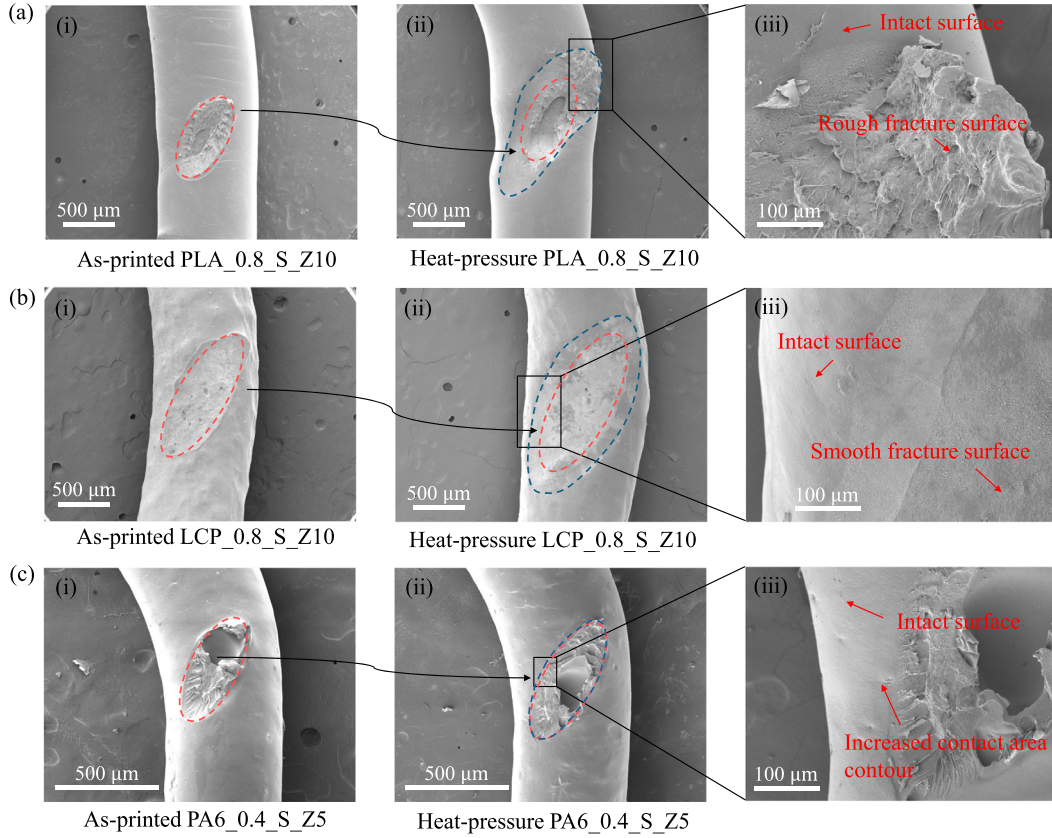 (a)
(i)
500 μm
As-printed PLA_0.8_S_Z10
(ii)
500 μm
Heat-pressure PLA_0.8_S_Z10
(iii)
Intact surface
Rough fracture surface
100 μm
(b)
(i)
500 μm
As-printed LCP_0.8_S_Z10
(ii)
500 μm
Heat-pressure LCP_0.8_S_Z10
(iii)
Intact surface
Smooth fracture surface
100 μm
(c)
(i)
500 μm
As-printed PA6_0.4_S_Z5
(ii)
500 μm
Heat-pressure PA6_0.4_S_Z5
(iii)
Intact surface
Increased contact area
contour
100 μm